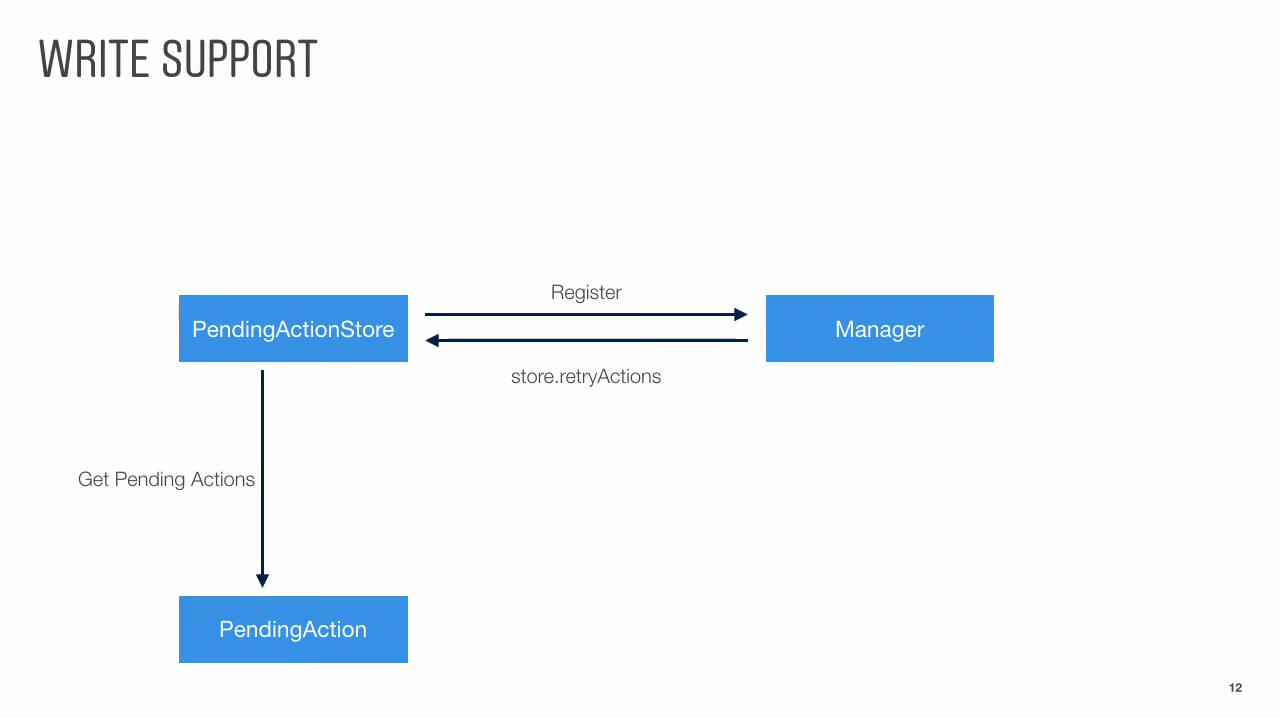 WRITE SUPPORT
Register
PendingActionStore
Manager
store.retryActions
Get Pending Actions
PendingAction
12